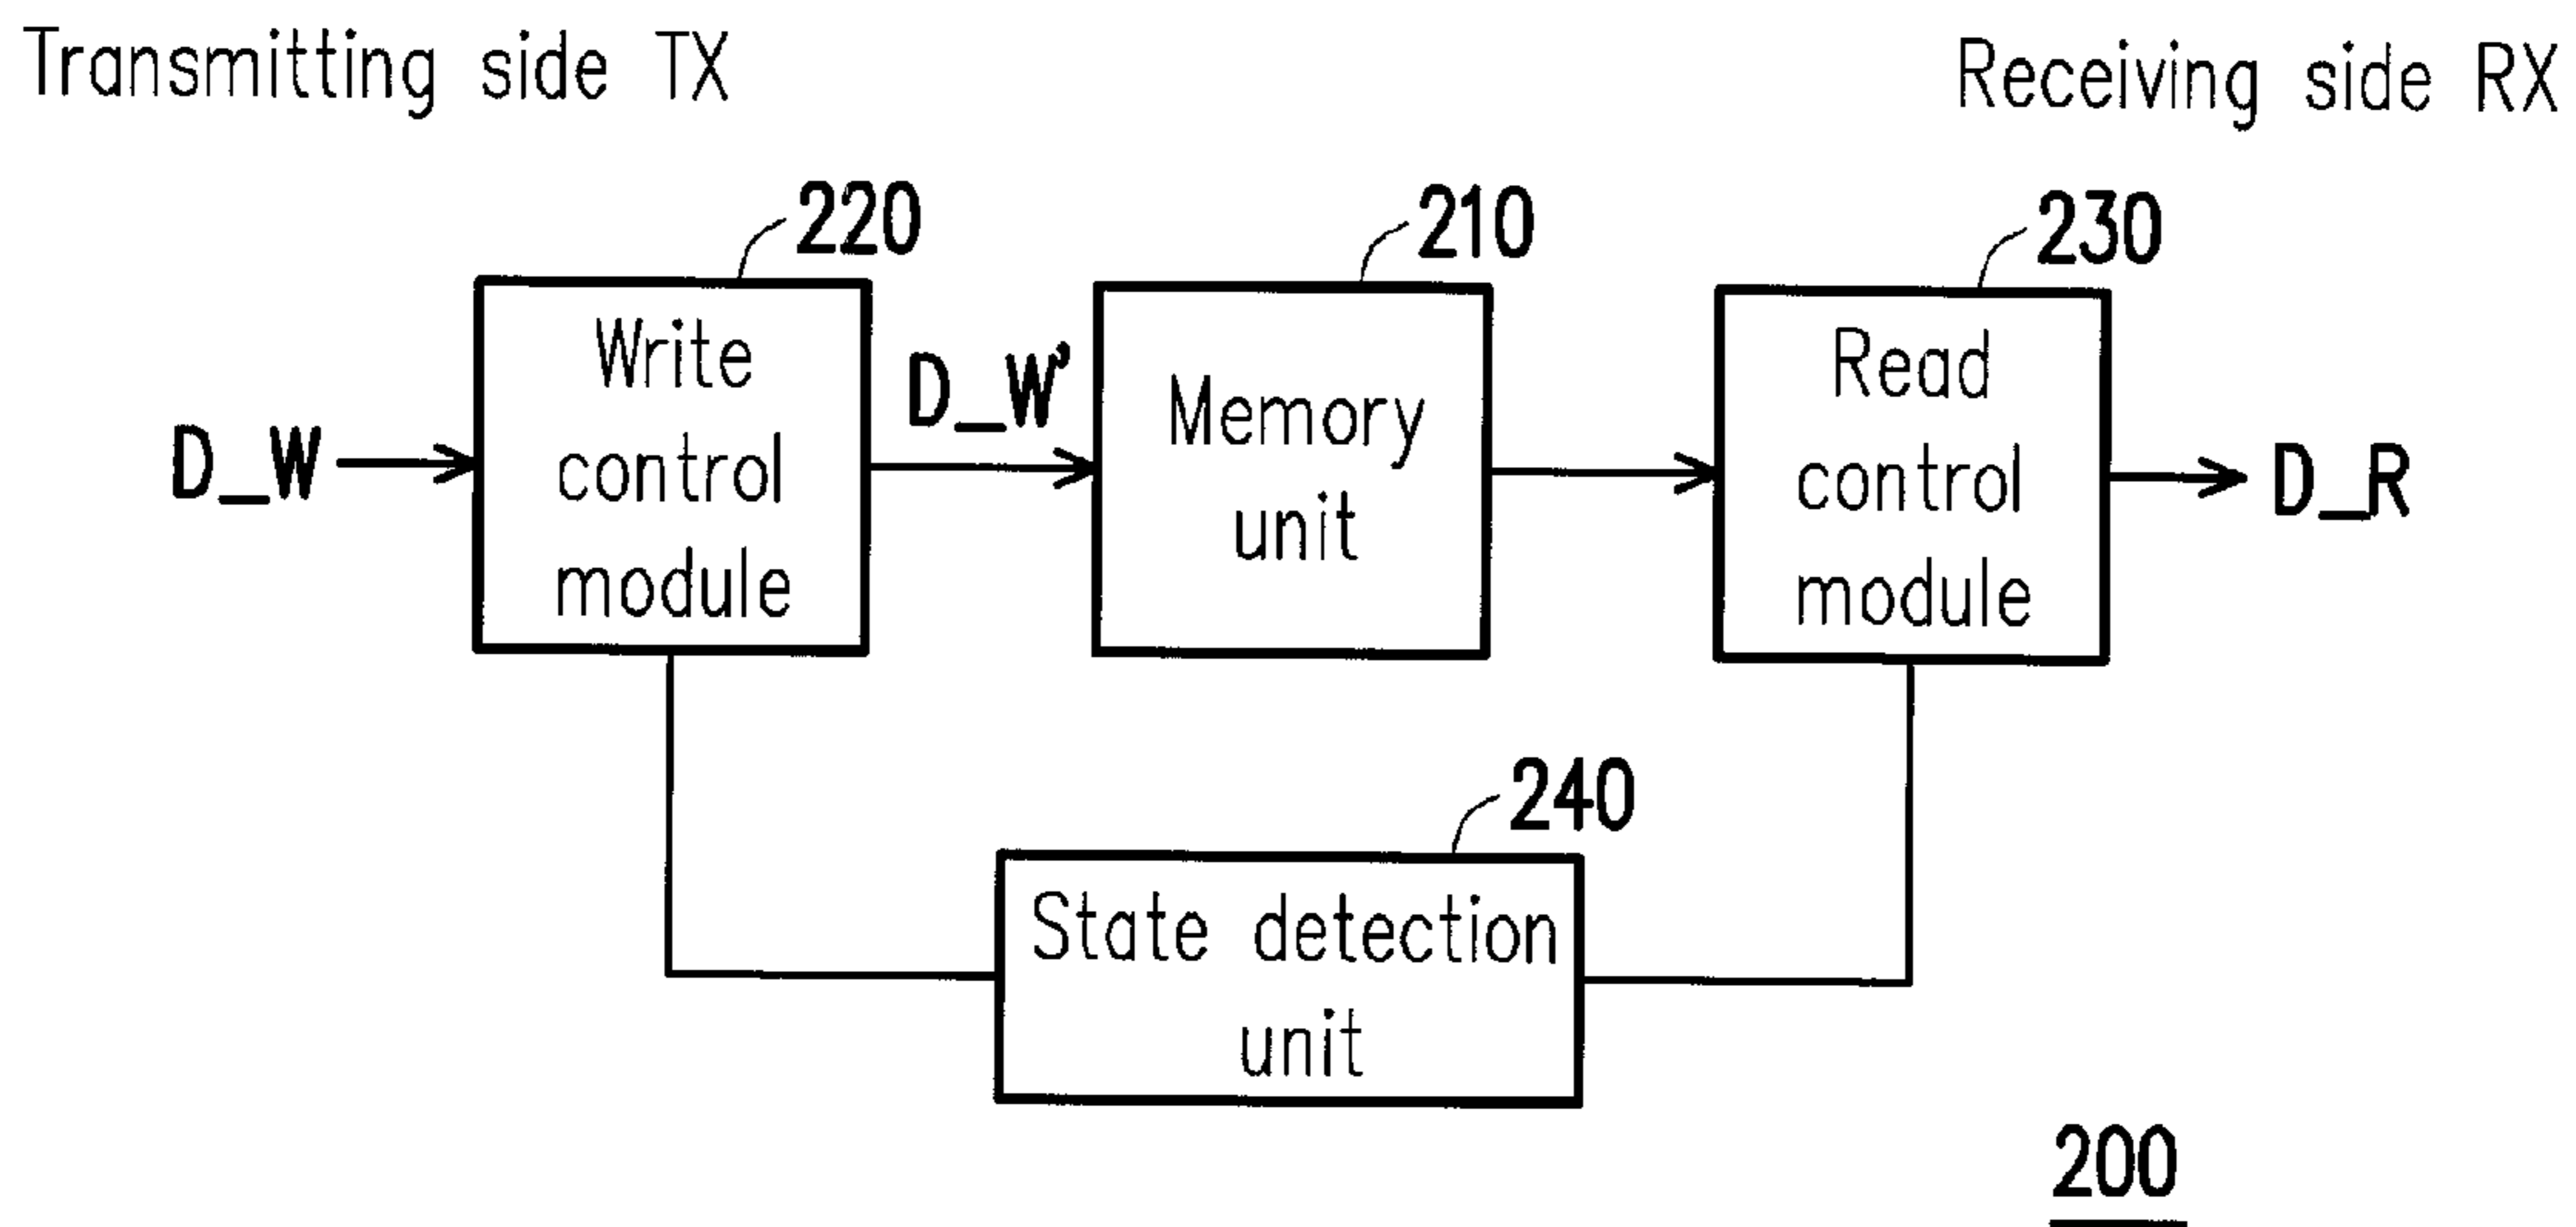 Transmitting side TX
Receiving side RX
220
210
230
Write
control
module
D_W
D_W'
Memory
unit
Read
control
module
D_R
240
State detection
unit
200